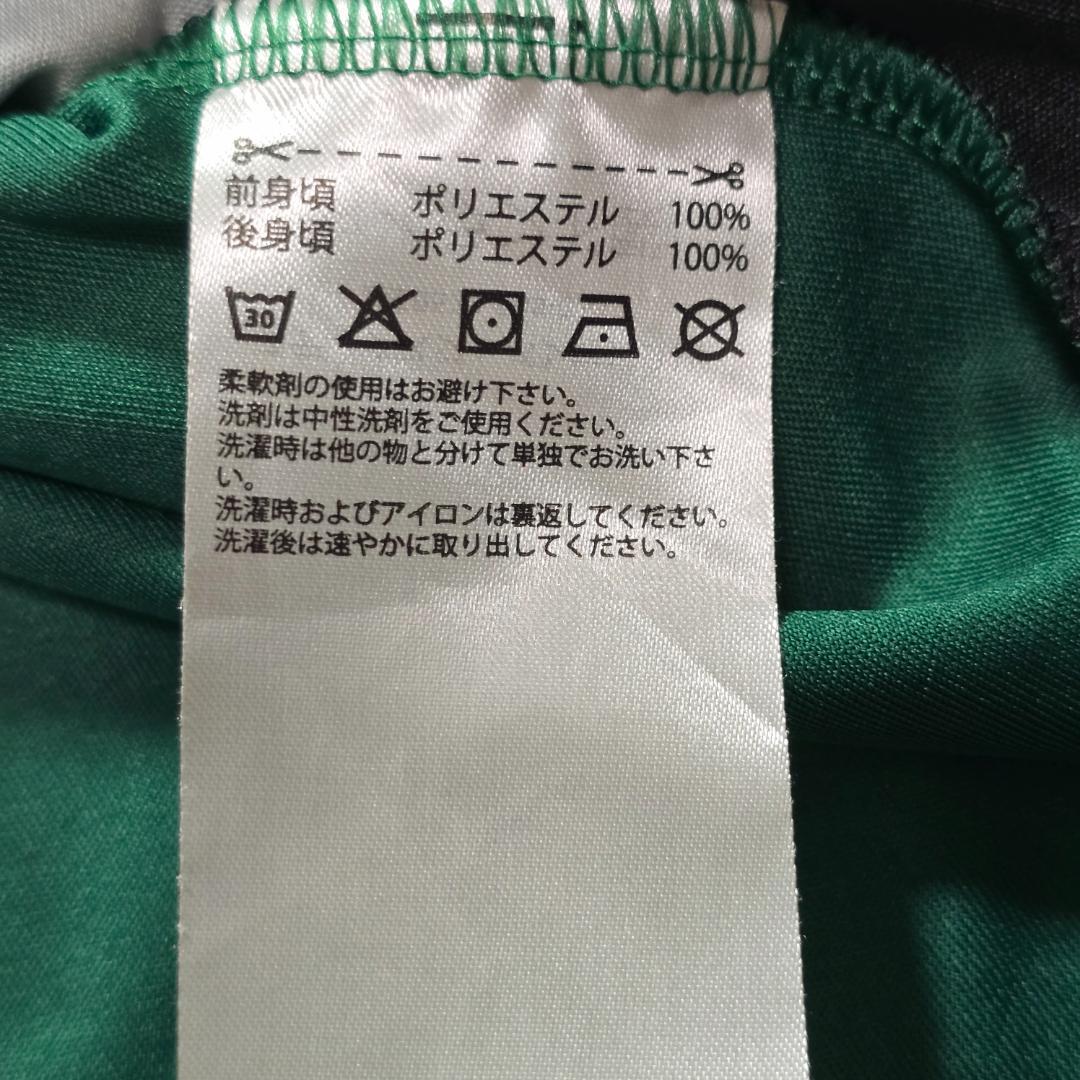 前身頃 ポリエステル 100%
後身頃 ポリエステル 100%
30
柔軟剤の使用はお避け下さい。
洗剤は中性洗剤をご使用ください。
洗濯時は他の物と分けて単独でお洗い下さ
い。
洗濯時およびアイロンは裏返してください。
洗濯後は速やかに取り出してください。